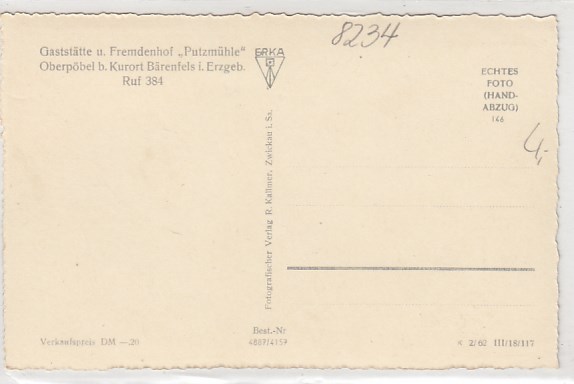 Gaststätte u. Fremdenhof „Putzmühle"
Oberpöbel b. Kurort Bärenfels i. Erzgeb.
Ruf 384
ERKA
8234
ECHTES
FOTO
(HAND-
ABZUG)
146
4,-
Fotografischer Verlag R. Kallmer, Zwickau i. Sa.
Verkaufspreis DM —.20
Best.-Nr
4807/4159
2/62 III/18/117